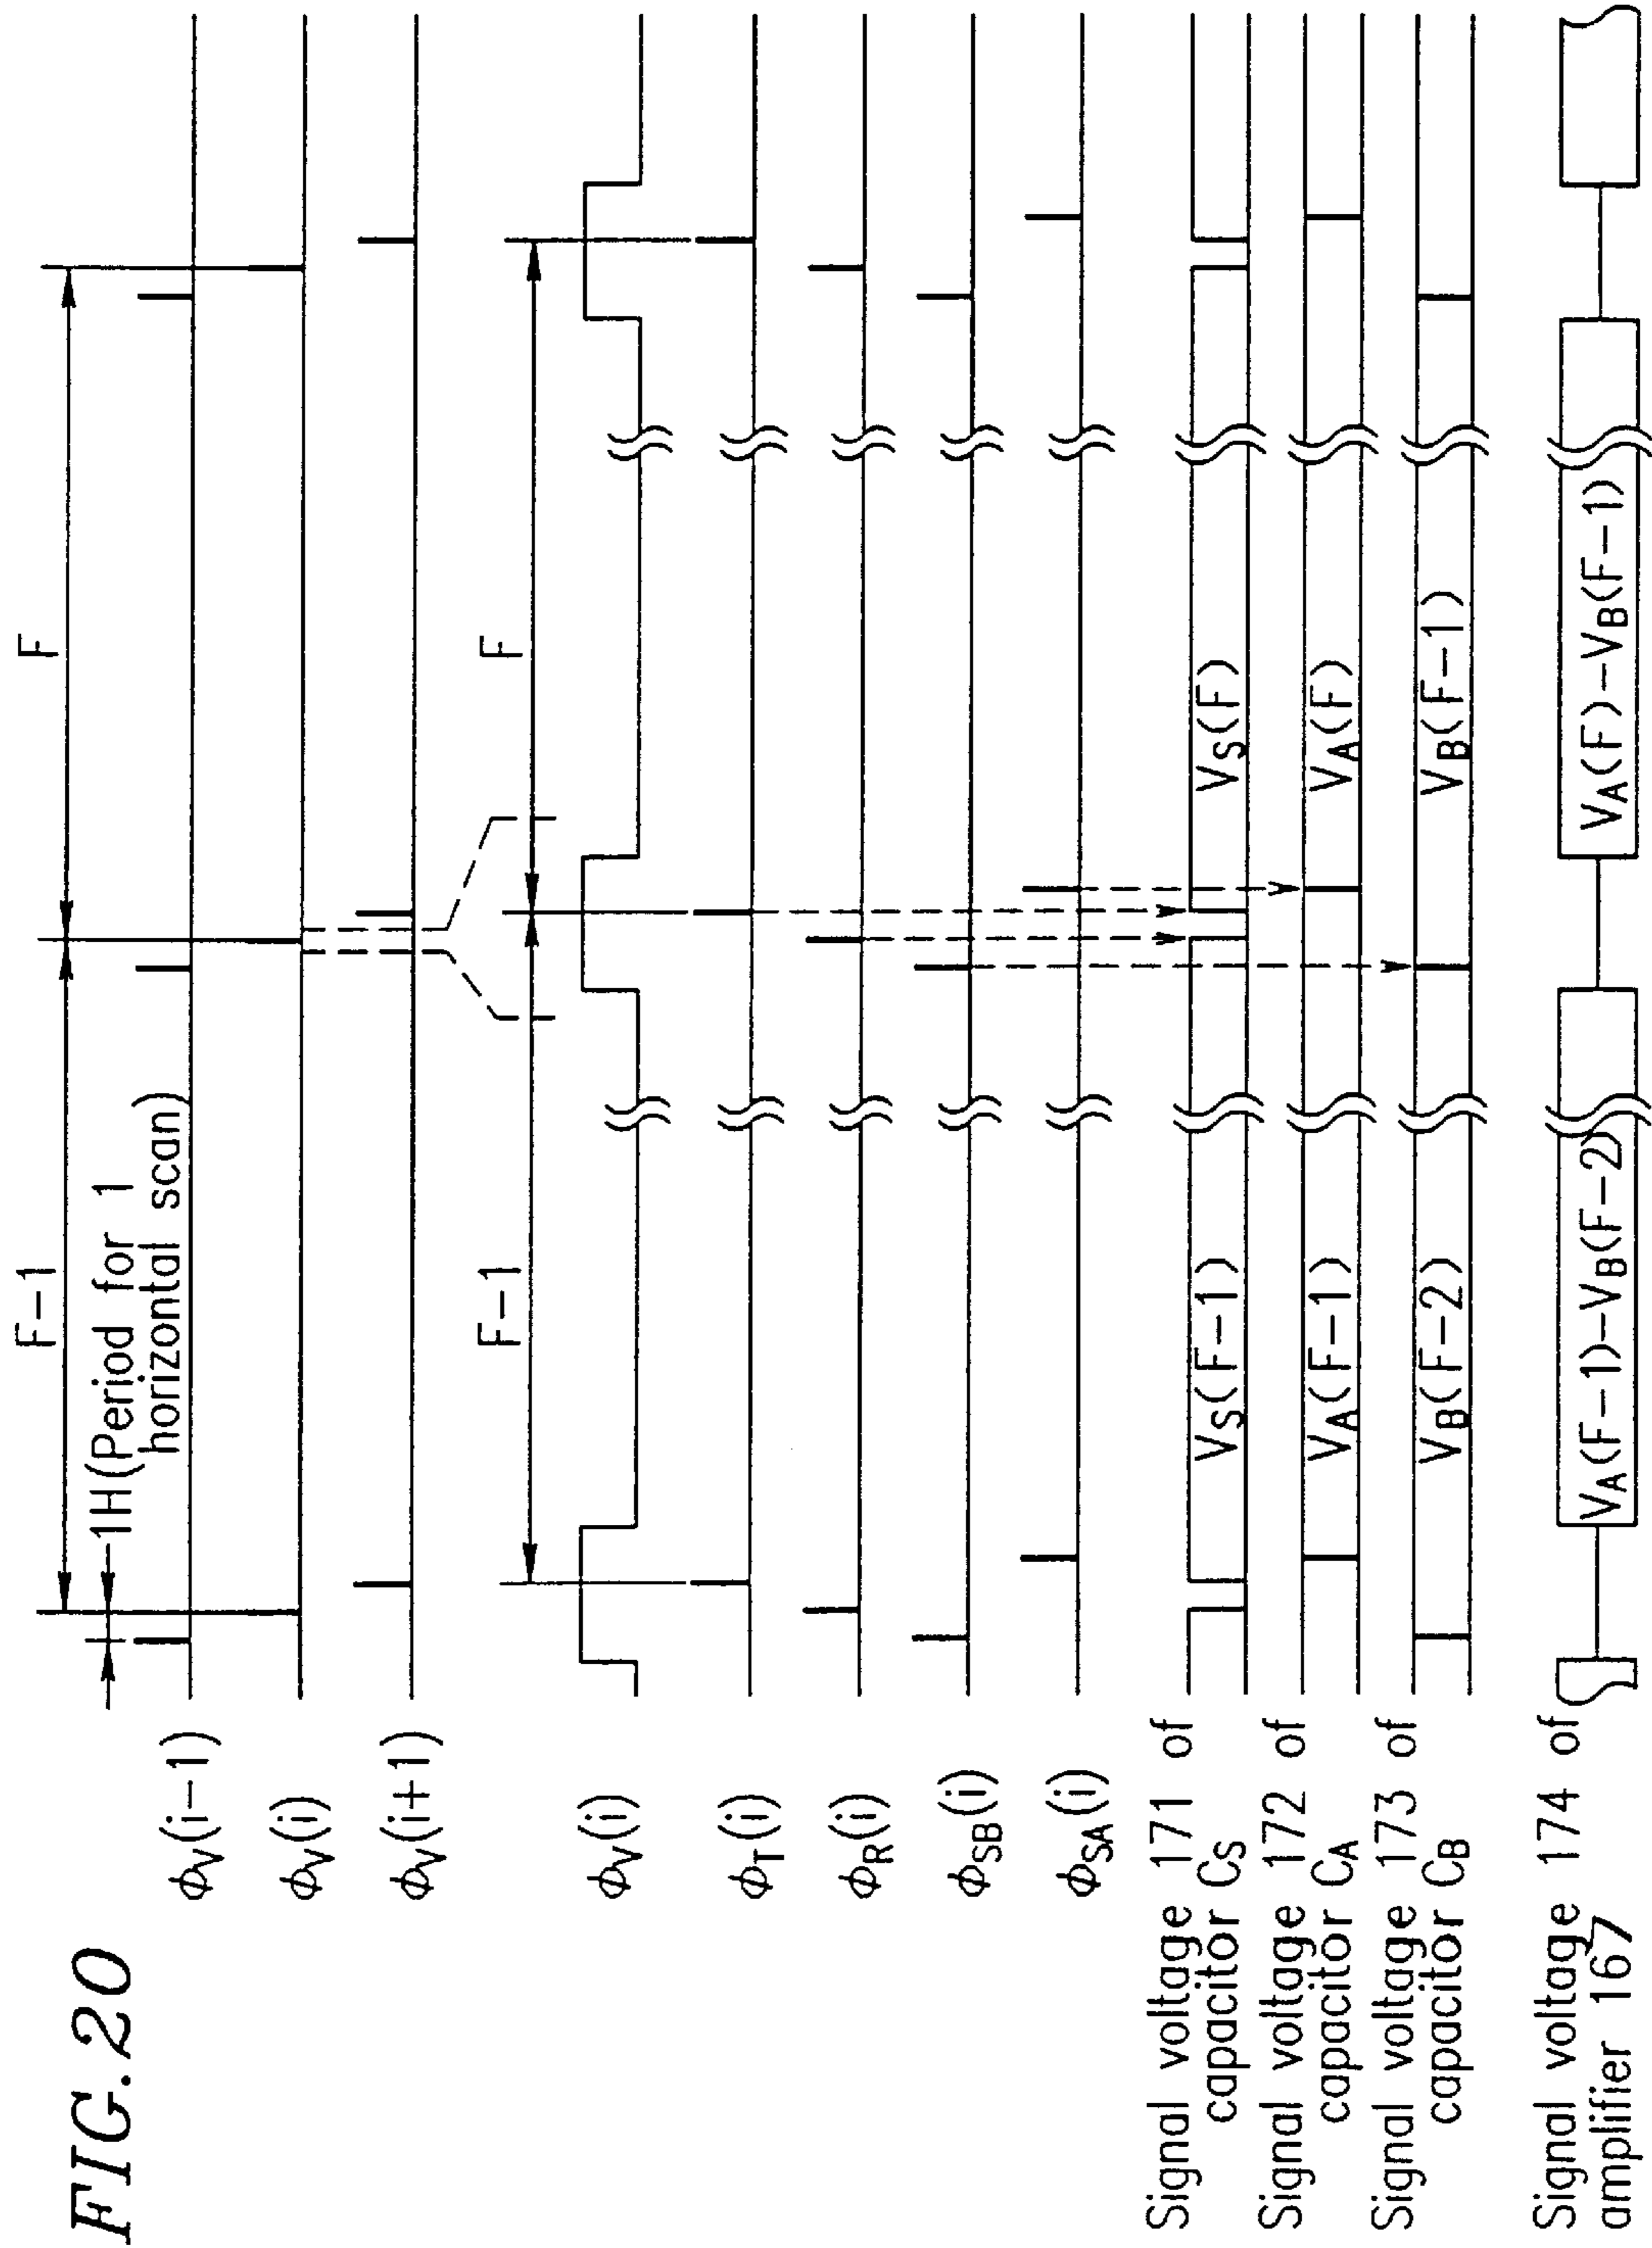 FIG.20
F-1
F
1H(Period for 1
horizontal scan)
ϕV(i-1)
ϕV(i)
ϕV(i+1)
F-1
F
ϕV(i)
ϕT(i)
ϕR(i)
ϕSB(i)
ϕSA(i)
Signal voltage 171 of
capacitor CS
VS(F-1)
VS(F)
Signal voltage 172 of
capacitor CA
VA(F-1)
VA(F)
Signal voltage 173 of
capacitor CB
VB(F-2)
VB(F-1)
Signal voltage 174 of
amplifier 167
VA(F-1)-VB(F-2)
VA(F)-VB(F-1)